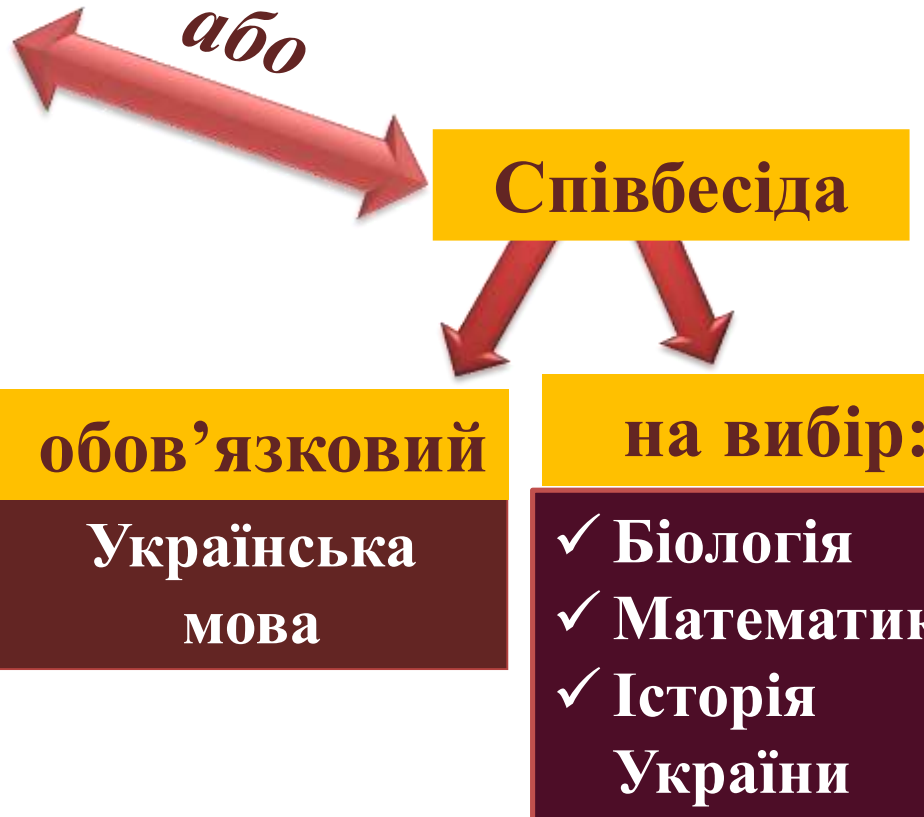 або
Співбесіда
обов’язковий
на вибір:
Українська
мова
✓ Біологія
✓ Математик
✓ Історія
України